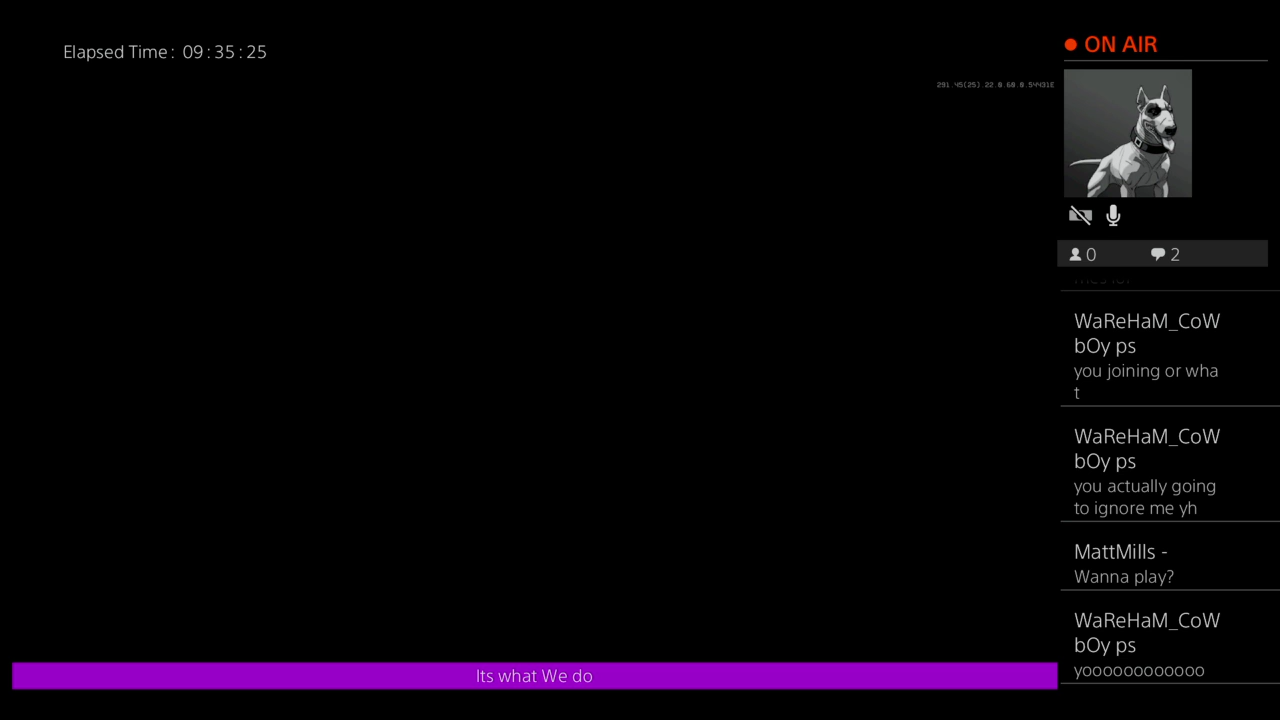 Elapsed Time: 09:35:25
ON AIR
0 2
WaReHaM_CoW
bOy ps
you joining or wha
t
WaReHaM_CoW
bOy ps
you actually going
to ignore me yh
MattMills -
Wanna play?
WaReHaM_CoW
bOy ps
yoooooooooooo
Its what We do